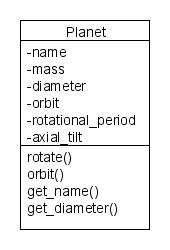 Planet
-name
-mass
-diameter
-orbit
-rotational_period
-axial_tilt
rotate()
orbit()
get_name()
get_diameter()